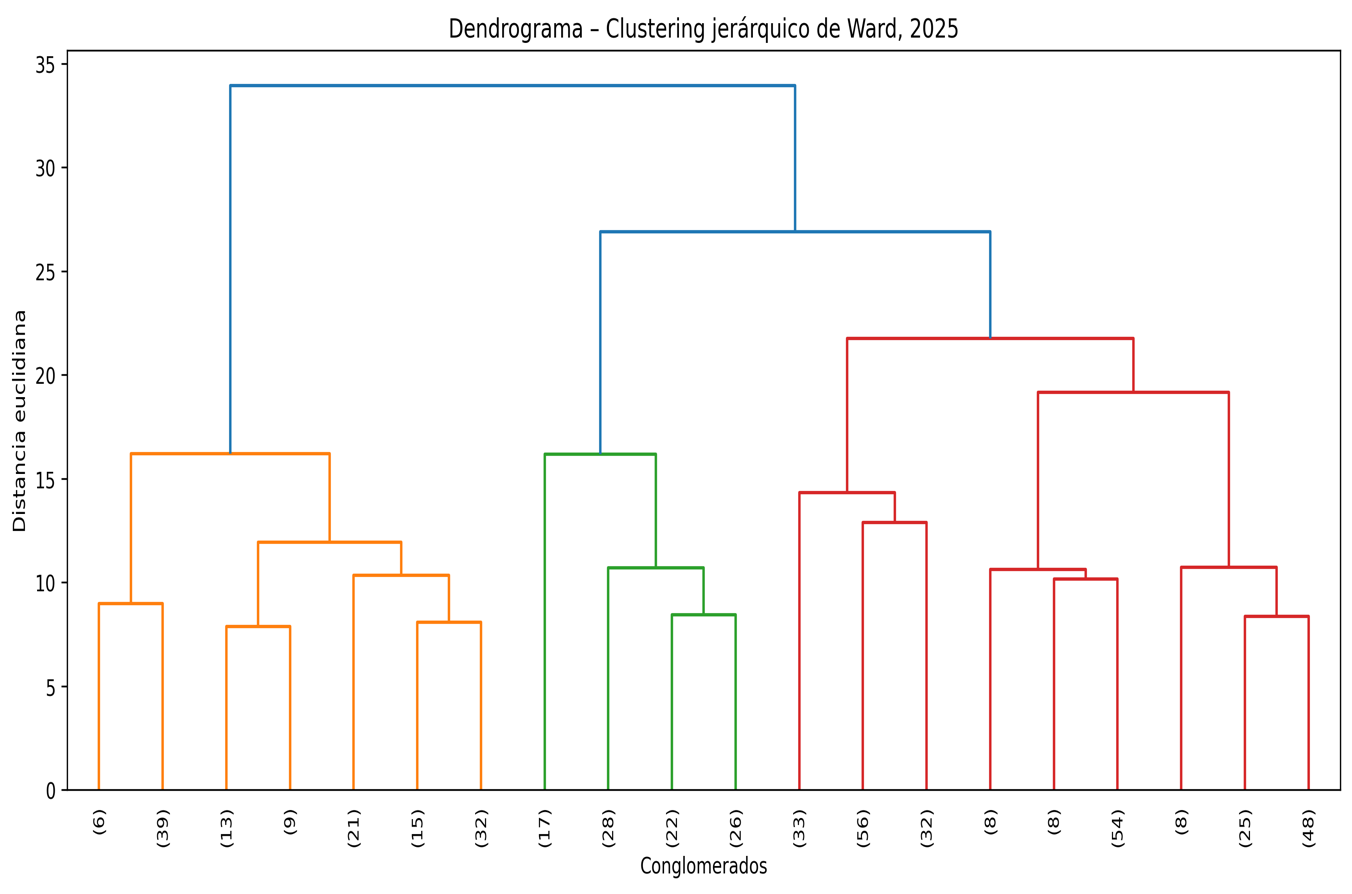 Dendrograma – Clustering jerárquico de Ward, 2025
35
30
25
20
15
10
5
0
Distancia euclidiana
(6) (39) (13) (9) (21) (15) (32) (17) (28) (22) (26) (33) (56) (32) (8) (8) (54) (8) (25) (48)
Conglomerados